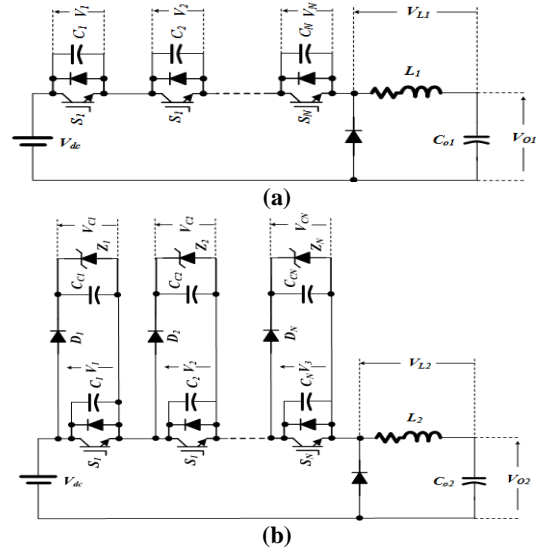 V1
V2
VN
VL1
C1
C2
CN
L1
S1
S1
SN
Vdc
Co1
VO1
(a)
VC1
VC2
VCN
Z1
Z2
ZN
CC1
CC2
CCN
D1
D2
DN
V1
V2
V3
C1
C2
CN
VL2
L2
S1
S1
SN
Vdc
Co2
VO2
(b)